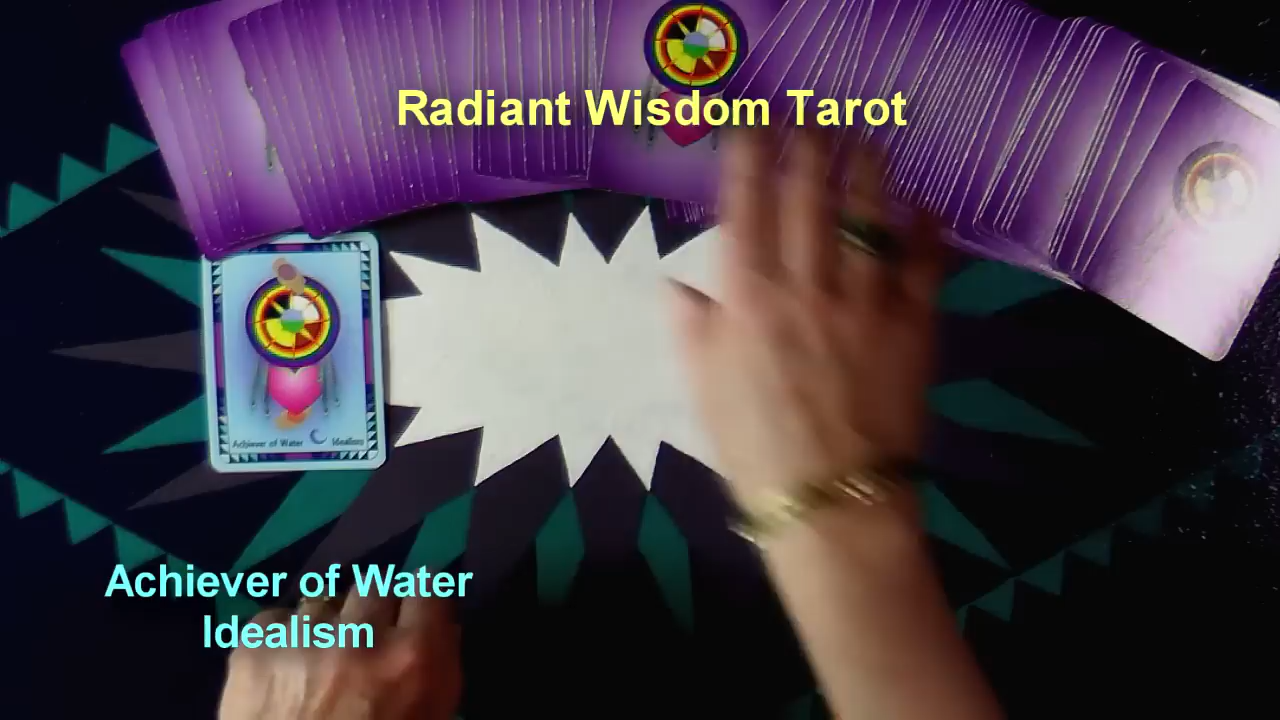 Radiant Wisdom Tarot
Achiever of Water Idealism
Achiever of Water
Idealism